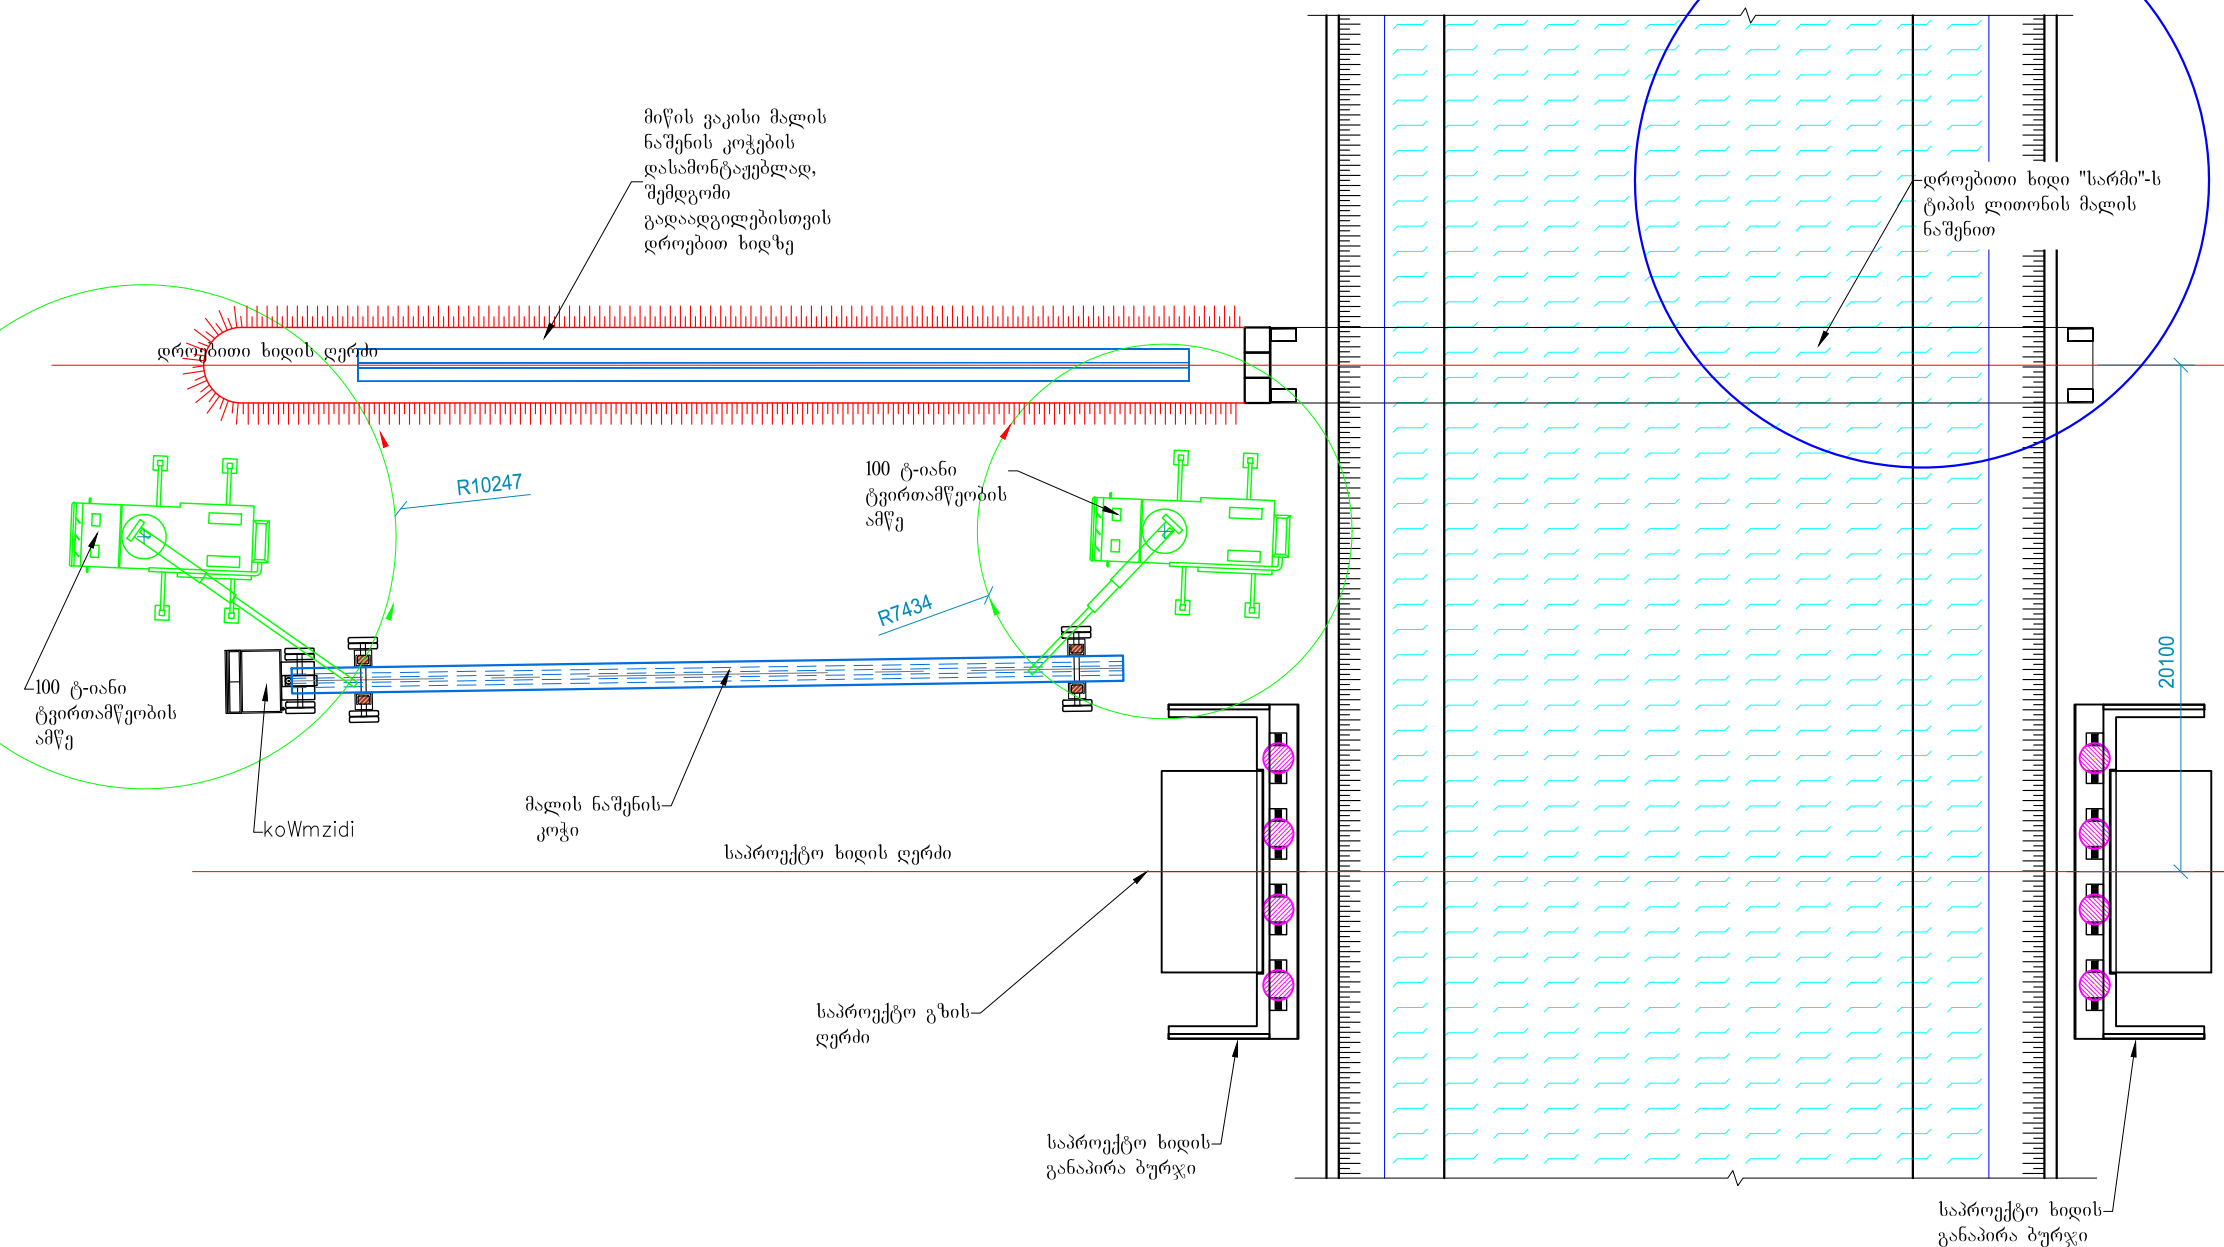 მიწის ვაკისი მალის
ნაშენის კოჭების
დასამონტაჟებლად,
შემდგომი
გადაადგილებისთვის
დროებით ხიდზე
დროებითი ხიდი "სარმი"-ს
ტიპის ლითონის მალის
ნაშენით
დროებითი ხიდის ღერძი
R10247
100 ტ-იანი
ტვირთამწეობის
ამწე
R7434
20100
100 ტ-იანი
ტვირთამწეობის
ამწე
koWmzidi
მალის ნაშენის
კოჭი
საპროექტო ხიდის ღერძი
საპროექტო გზის
ღერძი
საპროექტო ხიდის
განაპირა ბურჯი
საპროექტო ხიდის
განაპირა ბურჯი